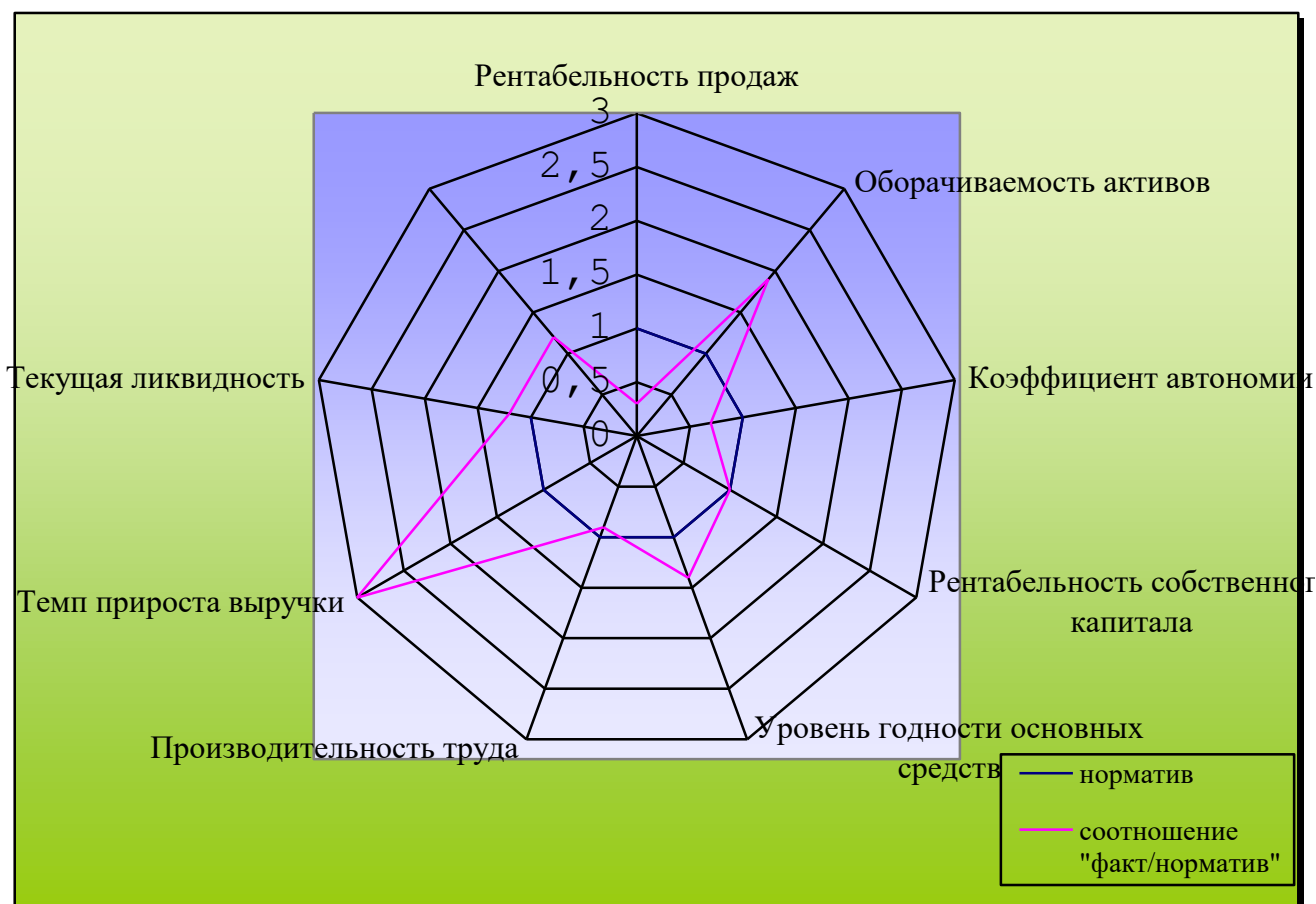 Рентабельность продаж
3
2,5
2
1,5
1
0,5
0
Оборачиваемость активов
Коэффициент автономии
Рентабельность собственног
капитала
Уровень годности основных
средств
Производительность труда
Темп прироста выручки
Текущая ликвидность
норматив
соотношение
"факт/норматив"